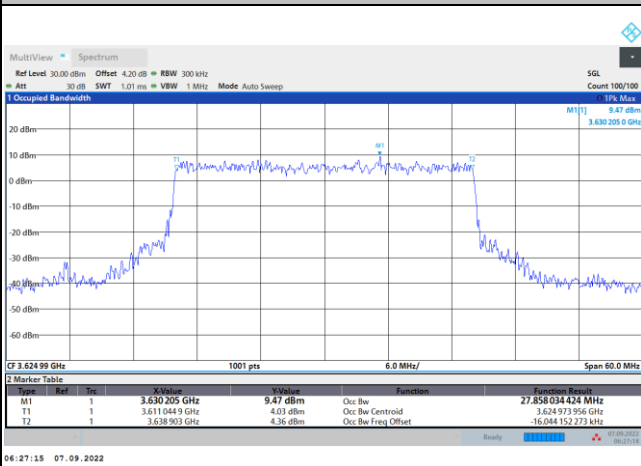 MultiView Spectrum
Ref Level 30.00 dBm Offset 4.20 dB RBW 300 kHz SGL
Att 30 dB SWT 1.01 ms VBW 1 MHz Mode Auto Sweep Count 100/100
1 Occupied Bandwidth 1Pk Max
M1[1] 9.47 dBm
3.630 205 0 GHz
20 dBm
M1
10 dBm
T1 T2
0 dBm
-10 dBm
-20 dBm
-30 dBm
-40 dBm
-50 dBm
-60 dBm
CF 3.624 99 GHz 1001 pts 6.0 MHz/ Span 60.0 MHz
2 Marker Table
Type Ref Trc X-Value Y-Value Function Function Result
M1 1 3.630 205 GHz 9.47 dBm Occ Bw 27.858 034 424 MHz
T1 1 3.611 044 9 GHz 4.03 dBm Occ Bw Centroid 3.624 973 956 GHz
T2 1 3.638 903 GHz 4.36 dBm Occ Bw Freq Offset -16.044 152 273 kHz
Ready 07.09.2022
06:27:14
06:27:15 07.09.2022